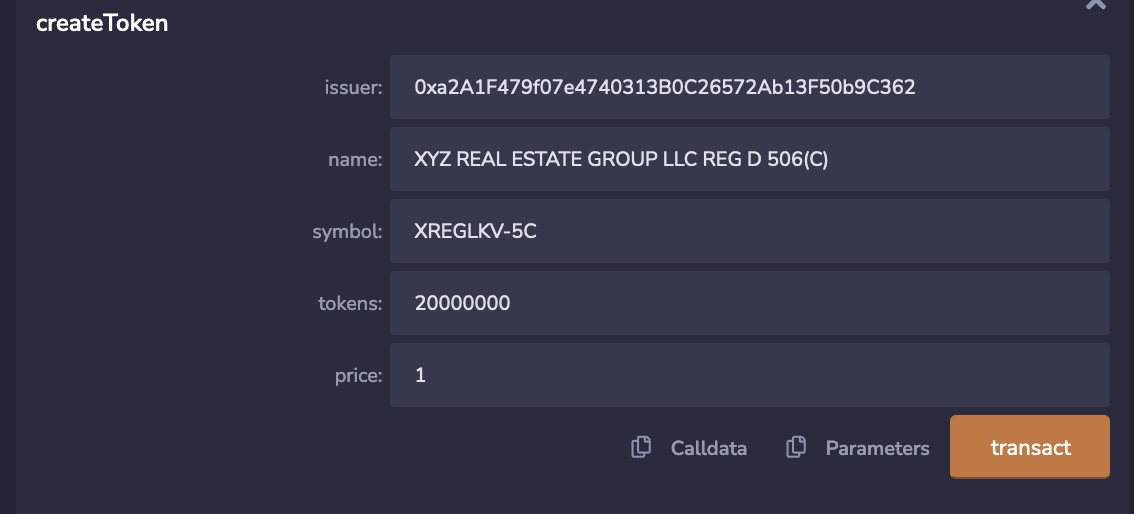 createToken
issuer: 0xa2A1F479f07e4740313B0C26572Ab13F50b9C362
name: XYZ REAL ESTATE GROUP LLC REG D 506(C)
symbol: XREGLKV-5C
tokens: 20000000
price: 1
Calldata Parameters transact